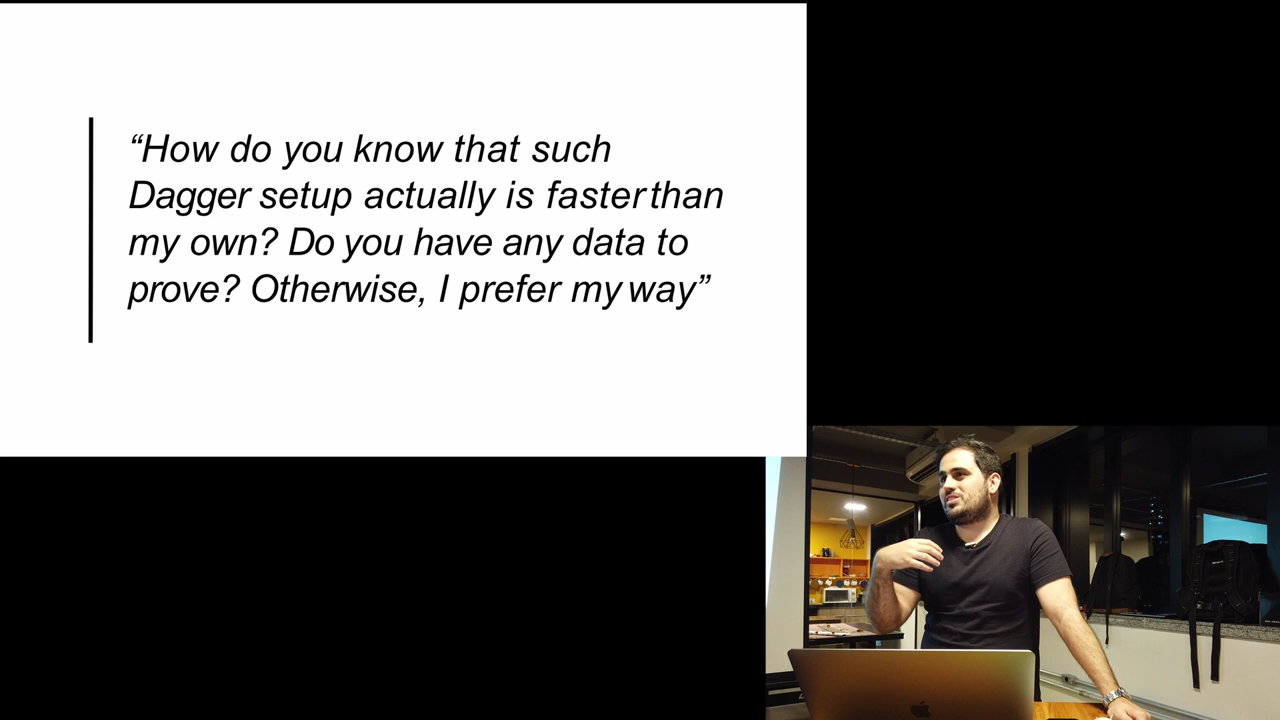 “How do you know that such
Dagger setup actually is faster than
my own? Do you have any data to
prove? Otherwise, I prefer my way”